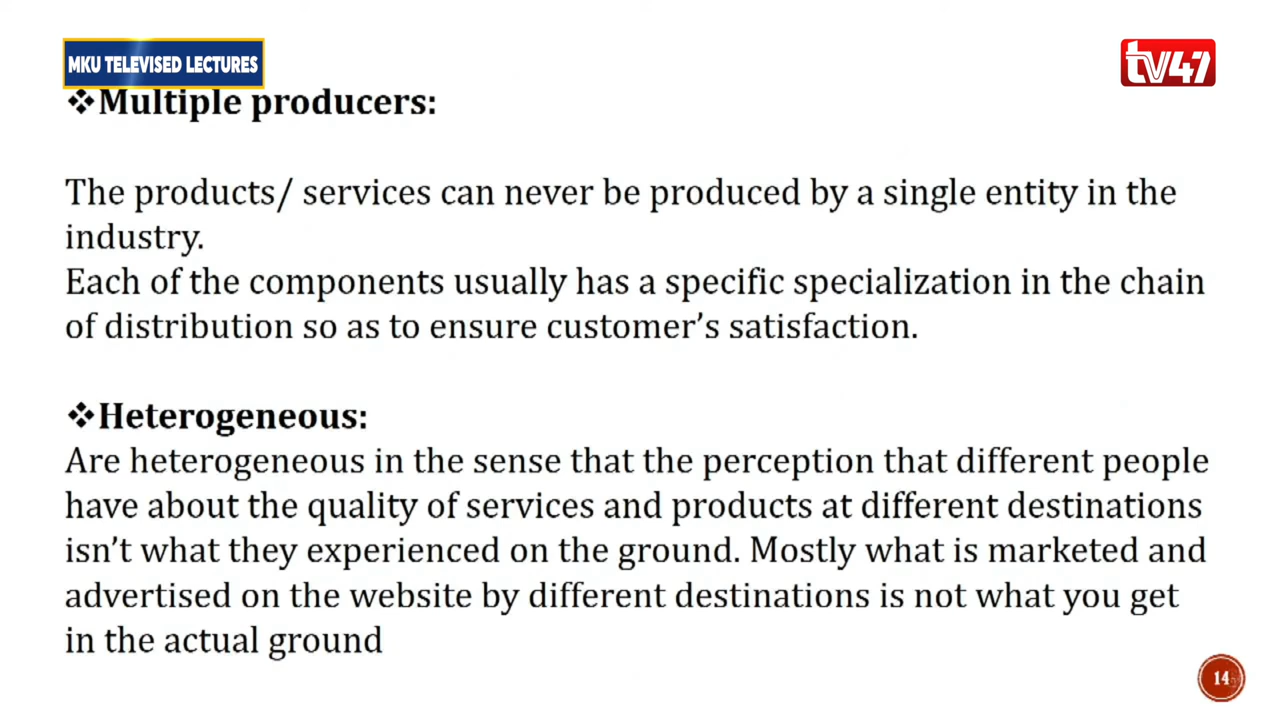 MKU TELEVISED LECTURES
tv47
❖Multiple producers:
The products/ services can never be produced by a single entity in the
industry.
Each of the components usually has a specific specialization in the chain
of distribution so as to ensure customer’s satisfaction.
❖Heterogeneous:
Are heterogeneous in the sense that the perception that different people
have about the quality of services and products at different destinations
isn’t what they experienced on the ground. Mostly what is marketed and
advertised on the website by different destinations is not what you get
in the actual ground
14